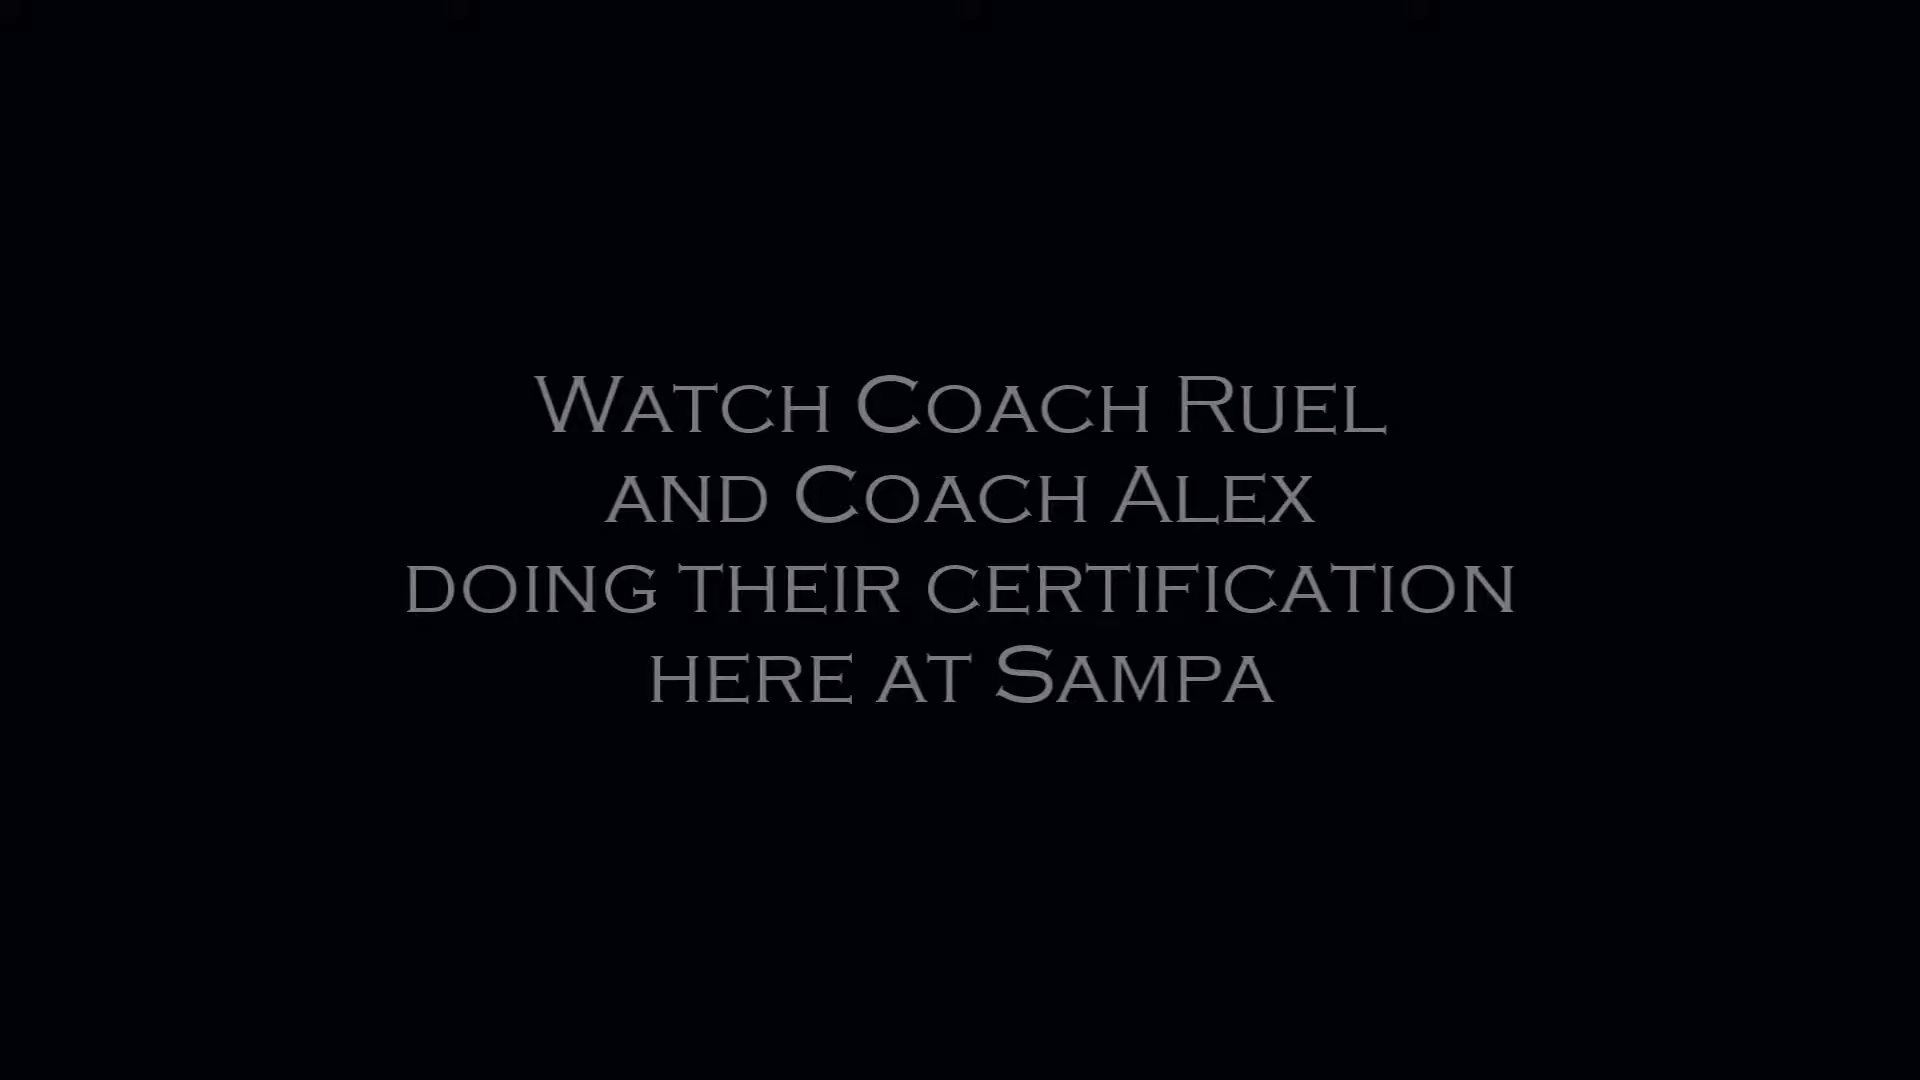 Watch Coach Ruel
and Coach Alex
doing their certification
here at Sampa